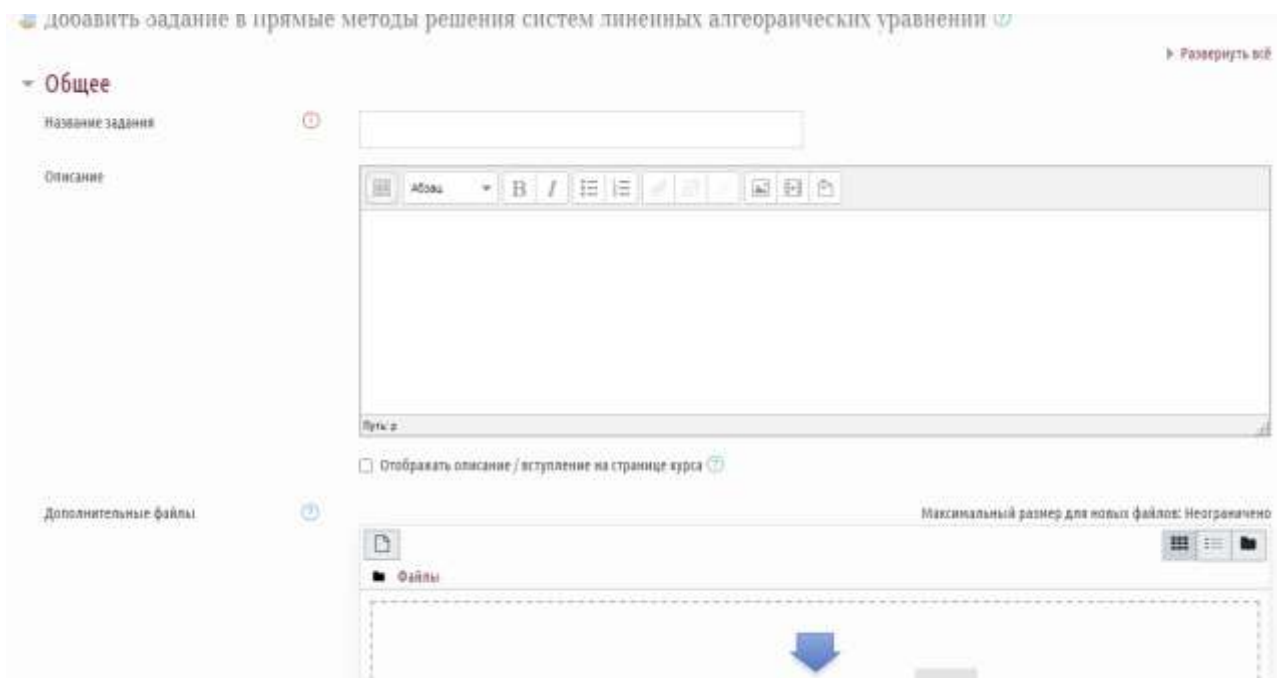 Добавить Задание в Прямые методы решения систем линейных алгебраических уравнений
Развернуть всё
Общее
Название задания
Описание
Абзац
B I
Путь: p
Отображать описание / вступление на странице курса
Дополнительные файлы
Максимальный размер для новых файлов: Неограничено
Файлы